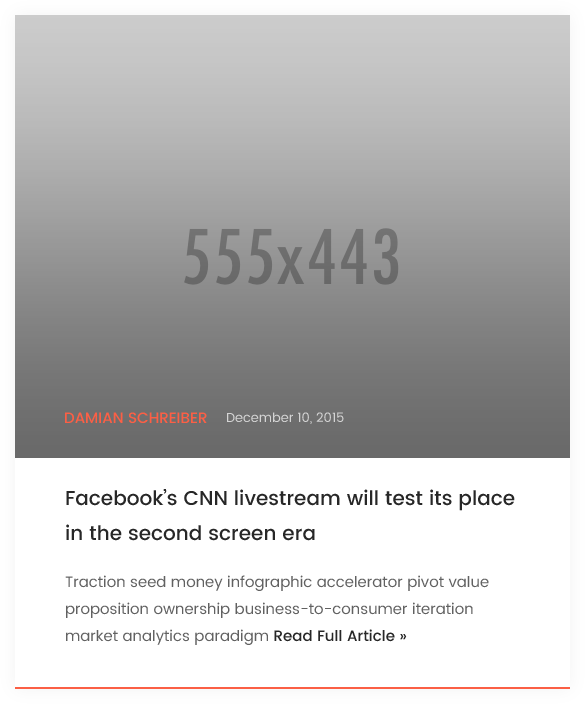 555x443
DAMIAN SCHREIBER December 10, 2015
Facebook’s CNN livestream will test its place
in the second screen era
Traction seed money infographic accelerator pivot value
proposition ownership business-to-consumer iteration
market analytics paradigm Read Full Article »